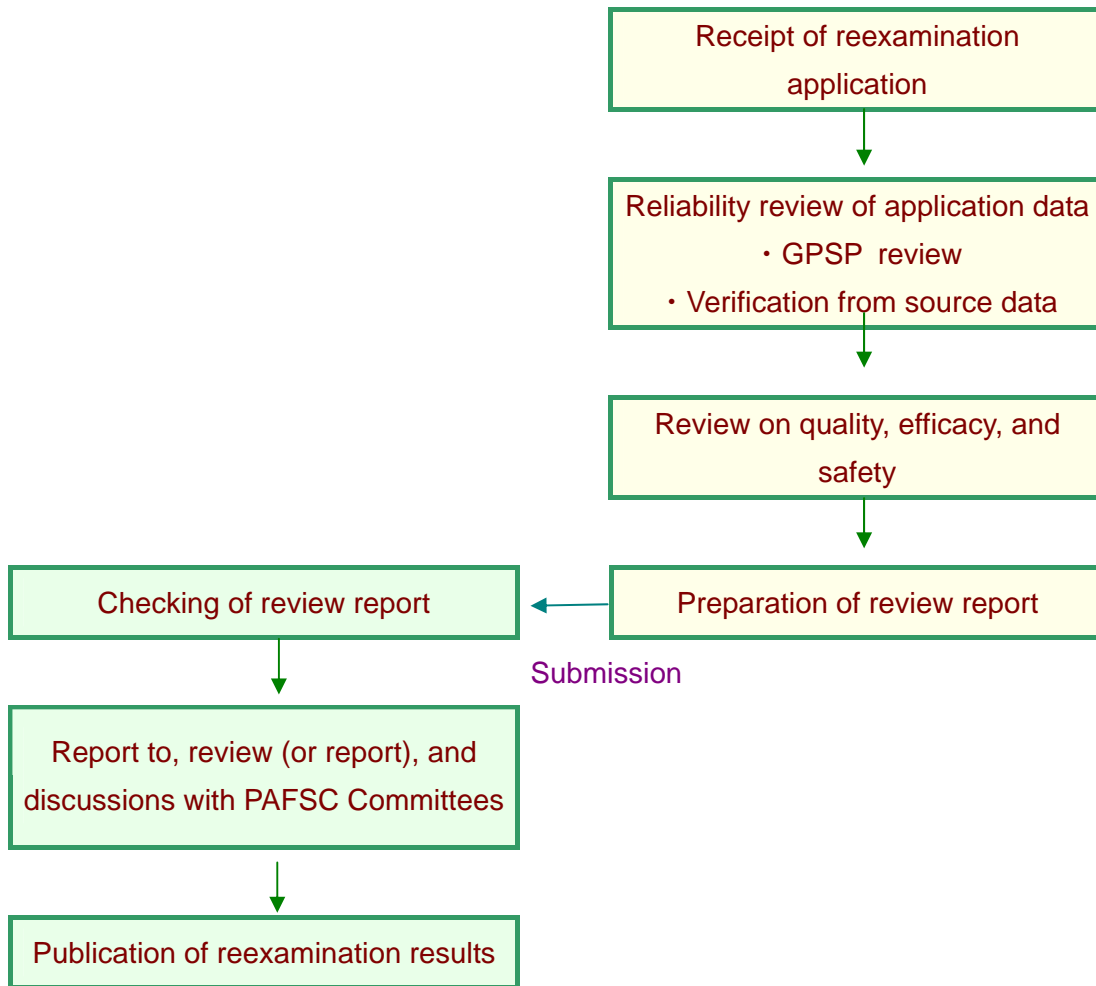 Receipt of reexamination
application
Reliability review of application data
・GPSP review
・Verification from source data
Review on quality, efficacy, and
safety
Preparation of review report
Submission
Checking of review report
Report to, review (or report), and
discussions with PAFSC Committees
Publication of reexamination results